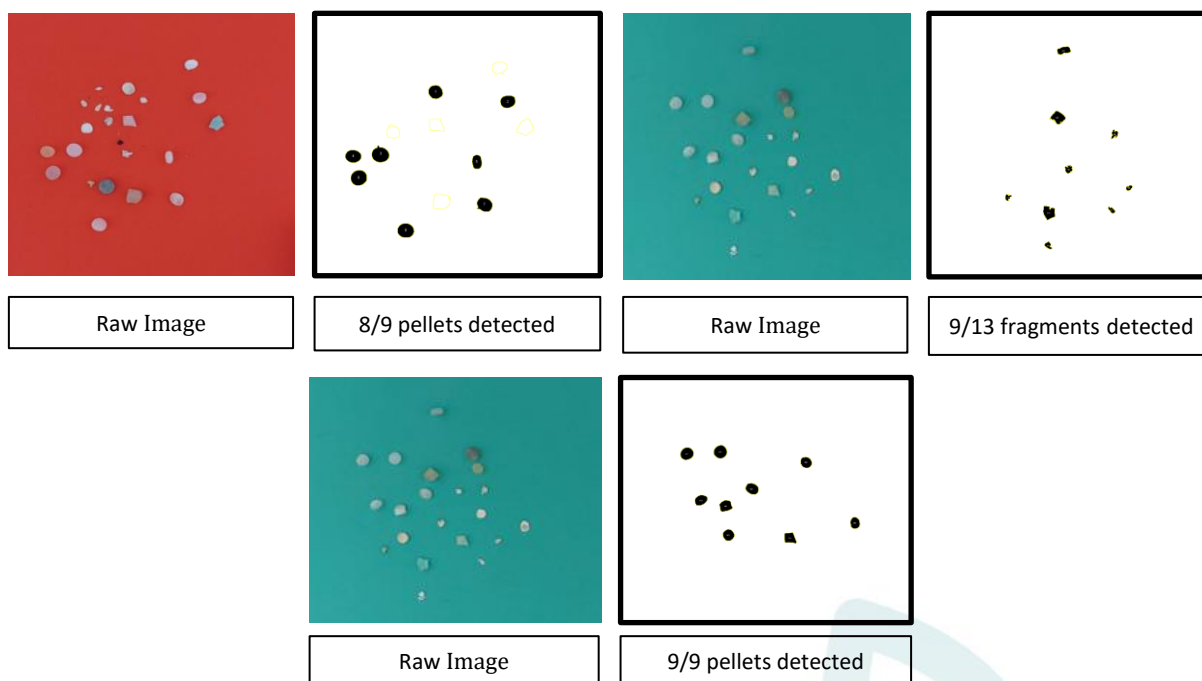 Raw Image
8/9 pellets detected
Raw Image
9/13 fragments detected
Raw Image
9/9 pellets detected